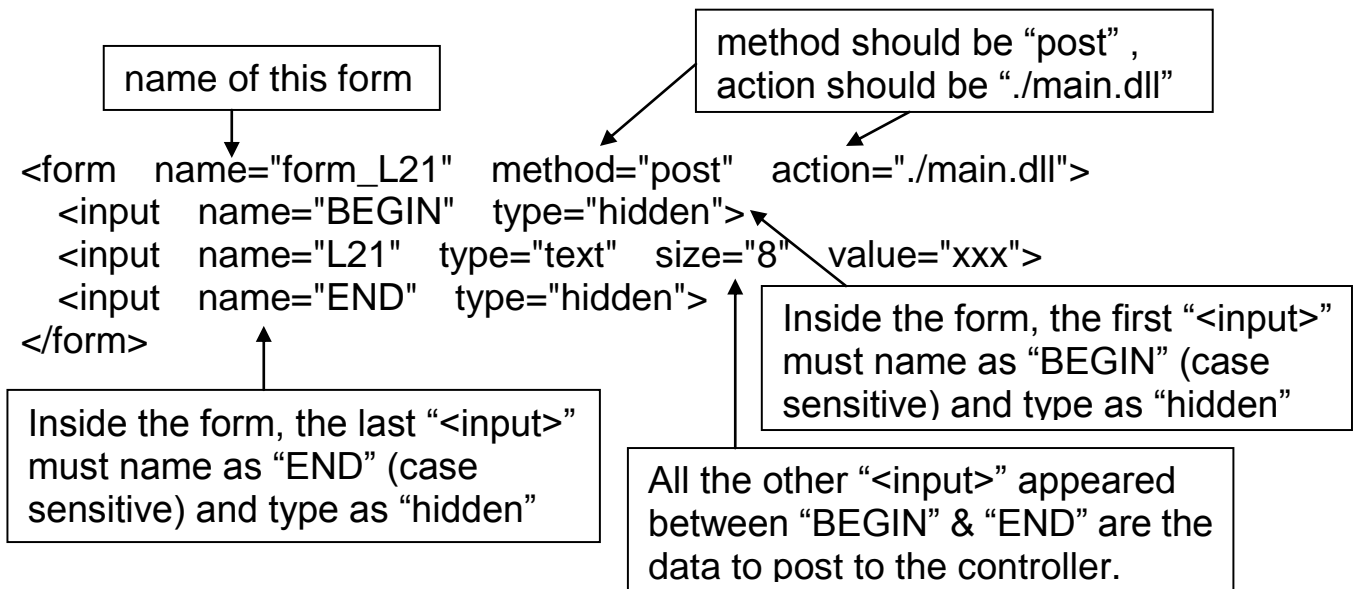 method should be “post” ,
action should be “./main.dll”
name of this form
<form name="form_L21" method="post" action="./main.dll">
<input name="BEGIN" type="hidden">
<input name="L21" type="text" size="8" value="xxx">
<input name="END" type="hidden">
</form>
Inside the form, the first “<input>”
must name as “BEGIN” (case
sensitive) and type as “hidden”
Inside the form, the last “<input>”
must name as “END” (case
sensitive) and type as “hidden”
All the other “<input>” appeared
between “BEGIN” & “END” are the
data to post to the controller.